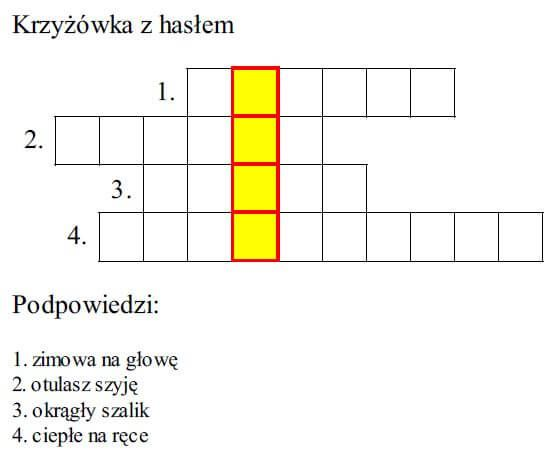 Krzyżówka z hasłem
1.
2.
3.
4.
Podpowiedzi:
1. zimowa na głowę
2. otulasz szyję
3. okrągły szalik
4. ciepłe na ręce